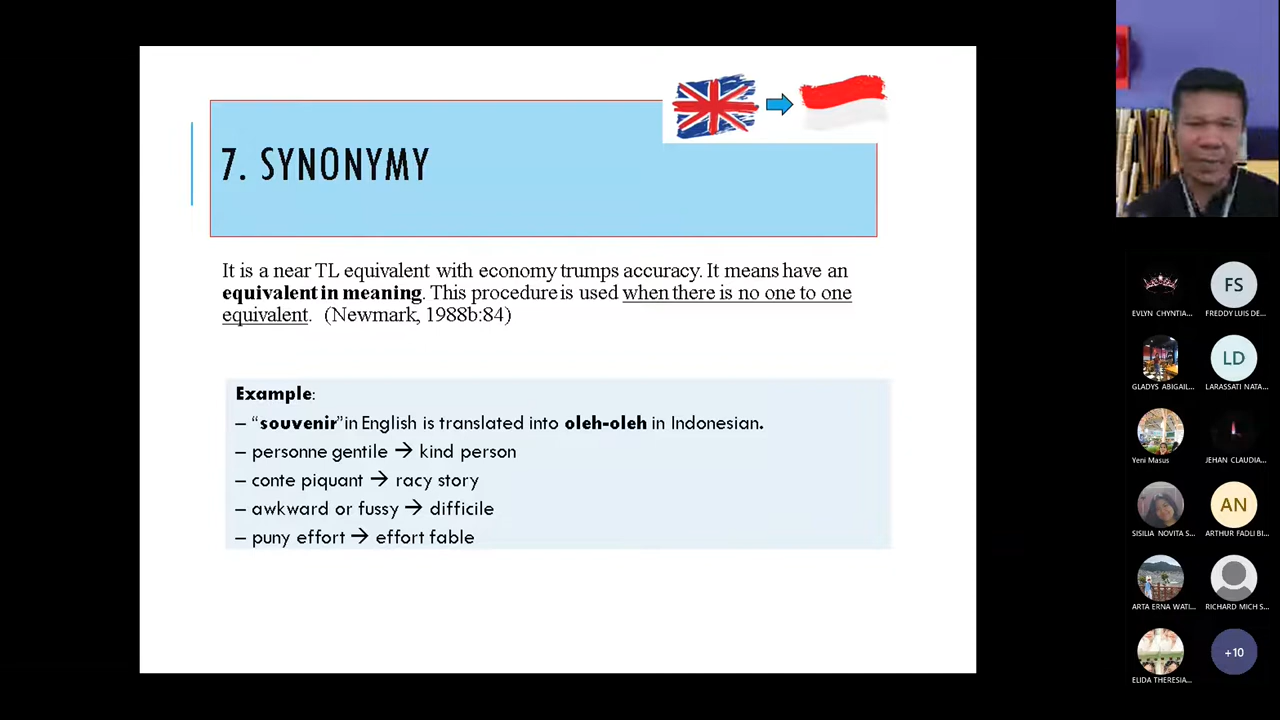 7. SYNONYMY
It is a near TL equivalent with economy trumps accuracy. It means have an
equivalent in meaning. This procedure is used when there is no one to one
equivalent. (Newmark, 1988b:84)
Example:
– “souvenir”in English is translated into oleh-oleh in Indonesian.
– personne gentile → kind person
– conte piquant → racy story
– awkward or fussy → difficile
– puny effort → effort fable
FS
EVLYN CHYNTIA...
FREDDY LUIS DE...
LD
GLADYS ABIGAIL...
LARASSATI NATA...
Yeni Masus
JEHAN CLAUDIA...
AN
SISILIA NOVITA S...
ARTHUR FADLI BI...
ARTA ERNA WATI...
RICHARD MICH S...
+10
ELIDA THERESIA...